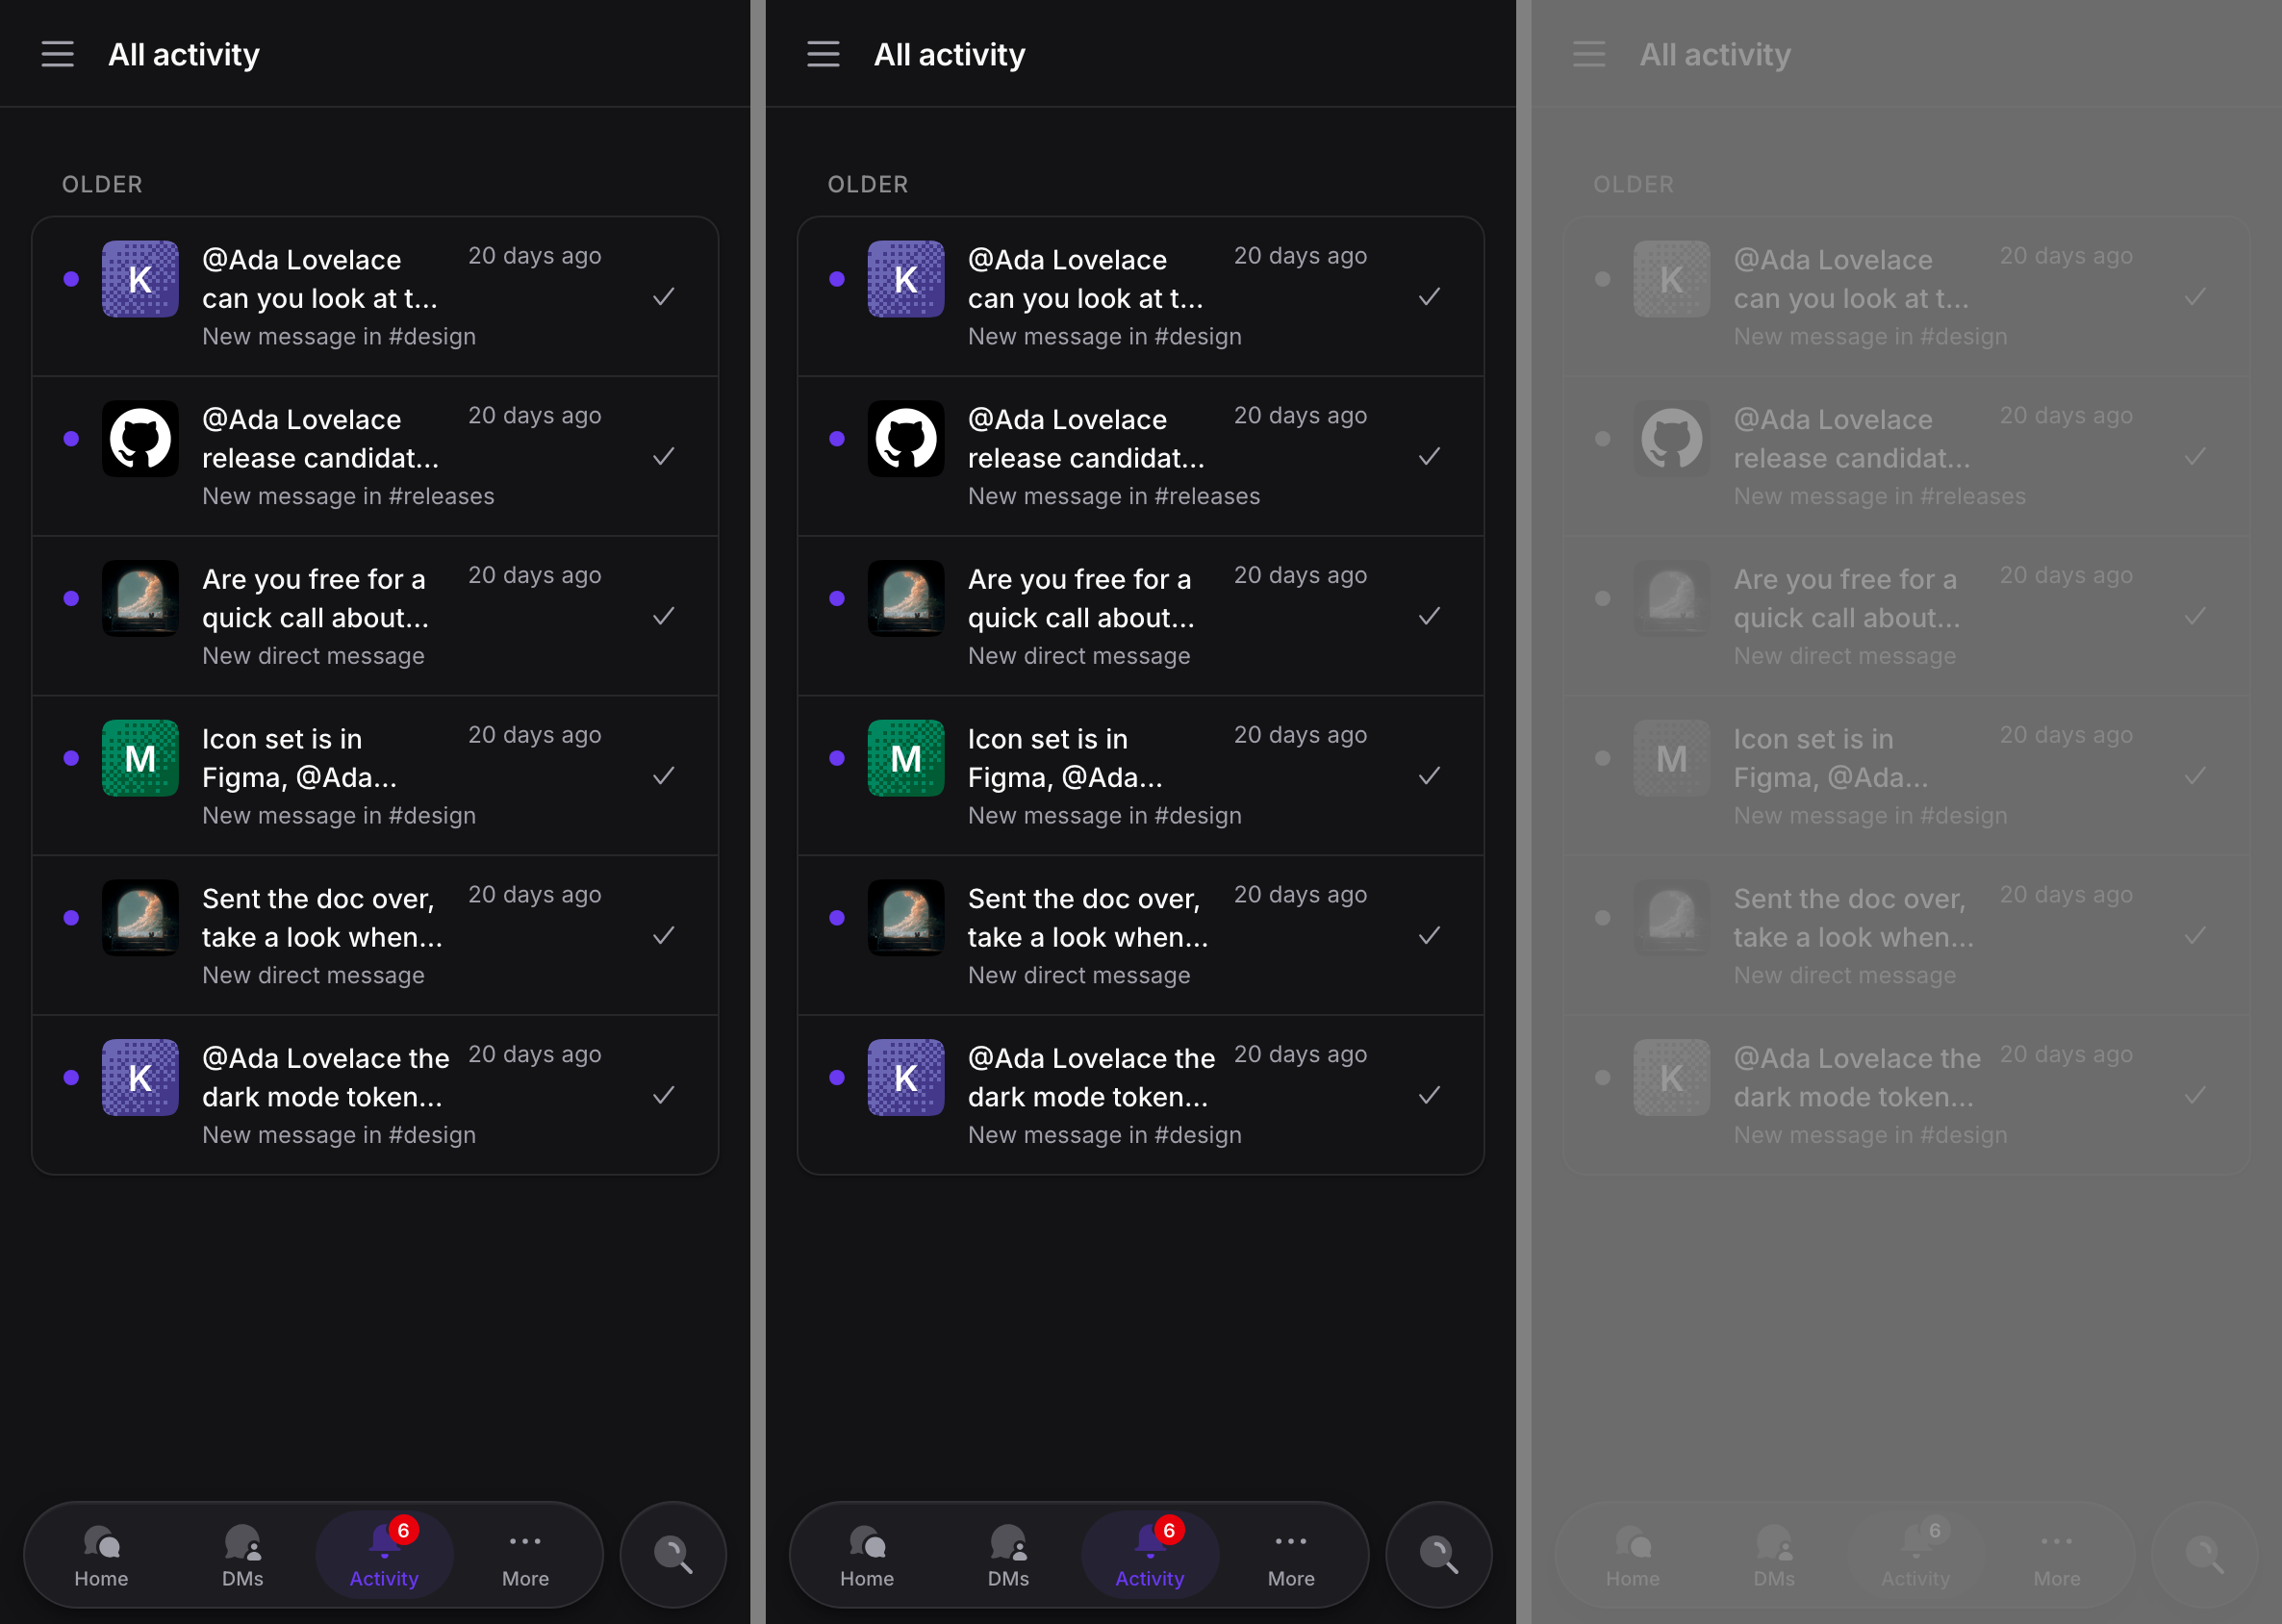 All activity
OLDER
K
@Ada Lovelace
can you look at t...
20 days ago
New message in #design
@Ada Lovelace
release candidat...
20 days ago
New message in #releases
Are you free for a
quick call about...
20 days ago
New direct message
M
Icon set is in
Figma, @Ada...
20 days ago
New message in #design
Sent the doc over,
take a look when...
20 days ago
New direct message
K
@Ada Lovelace the
dark mode token...
20 days ago
New message in #design
Home
DMs
6
Activity
More
All activity
OLDER
K
@Ada Lovelace
can you look at t...
20 days ago
New message in #design
@Ada Lovelace
release candidat...
20 days ago
New message in #releases
Are you free for a
quick call about...
20 days ago
New direct message
M
Icon set is in
Figma, @Ada...
20 days ago
New message in #design
Sent the doc over,
take a look when...
20 days ago
New direct message
K
@Ada Lovelace the
dark mode token...
20 days ago
New message in #design
Home
DMs
6
Activity
More
All activity
OLDER
K
@Ada Lovelace
can you look at t...
20 days ago
New message in #design
@Ada Lovelace
release candidat...
20 days ago
New message in #releases
Are you free for a
quick call about...
20 days ago
New direct message
M
Icon set is in
Figma, @Ada...
20 days ago
New message in #design
Sent the doc over,
take a look when...
20 days ago
New direct message
K
@Ada Lovelace the
dark mode token...
20 days ago
New message in #design
Home
DMs
6
Activity
More